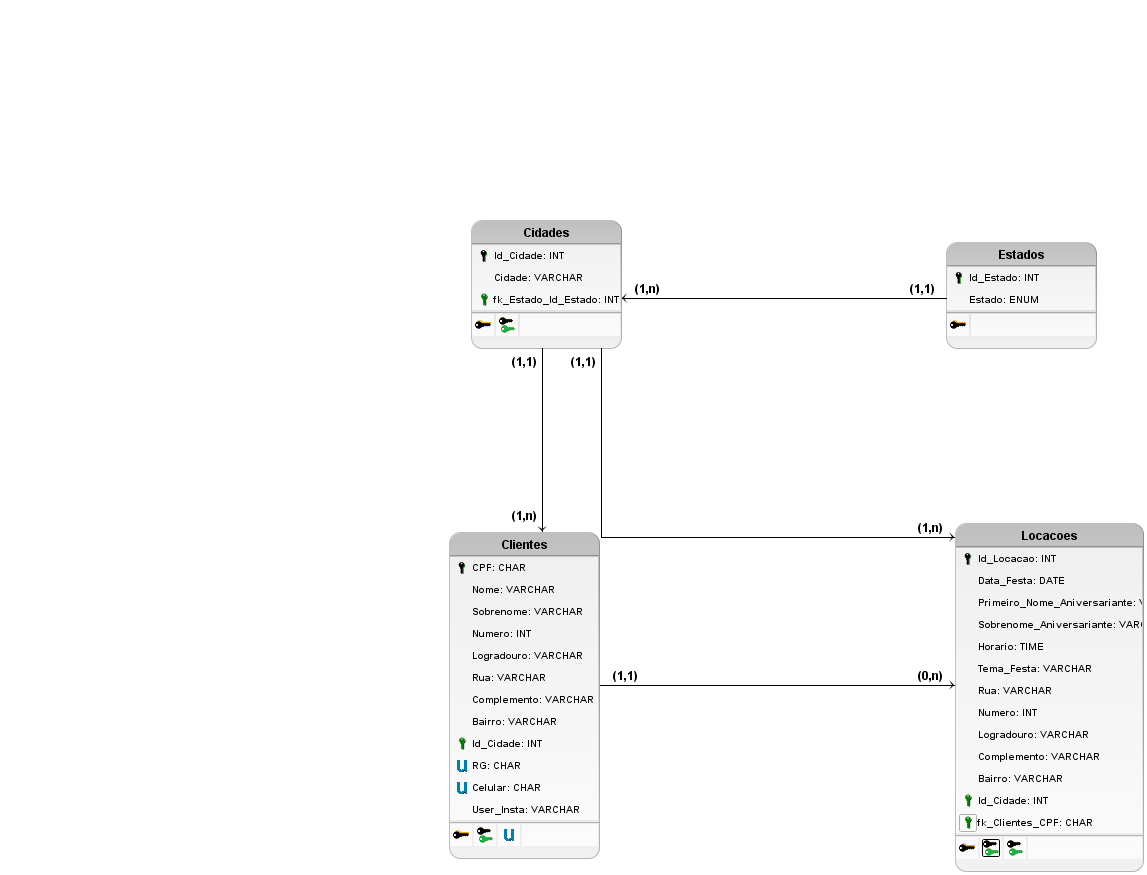 Cidades
Id_Cidade: INT
Cidade: VARCHAR
fk_Estado_Id_Estado: INT
Estados
Id_Estado: INT
Estado: ENUM
(1,n)
(1,1)
(1,1)
(1,1)
(1,n)
(1,n)
Clientes
CPF: CHAR
Nome: VARCHAR
Sobrenome: VARCHAR
Numero: INT
Logradouro: VARCHAR
Rua: VARCHAR
Complemento: VARCHAR
Bairro: VARCHAR
Id_Cidade: INT
U RG: CHAR
U Celular: CHAR
User_Insta: VARCHAR
U
(1,1)
(0,n)
Locacoes
Id_Locacao: INT
Data_Festa: DATE
Primeiro_Nome_Aniversariante:
Sobrenome_Aniversariante: VAR
Horario: TIME
Tema_Festa: VARCHAR
Rua: VARCHAR
Numero: INT
Logradouro: VARCHAR
Complemento: VARCHAR
Bairro: VARCHAR
Id_Cidade: INT
fk_Clientes_CPF: CHAR